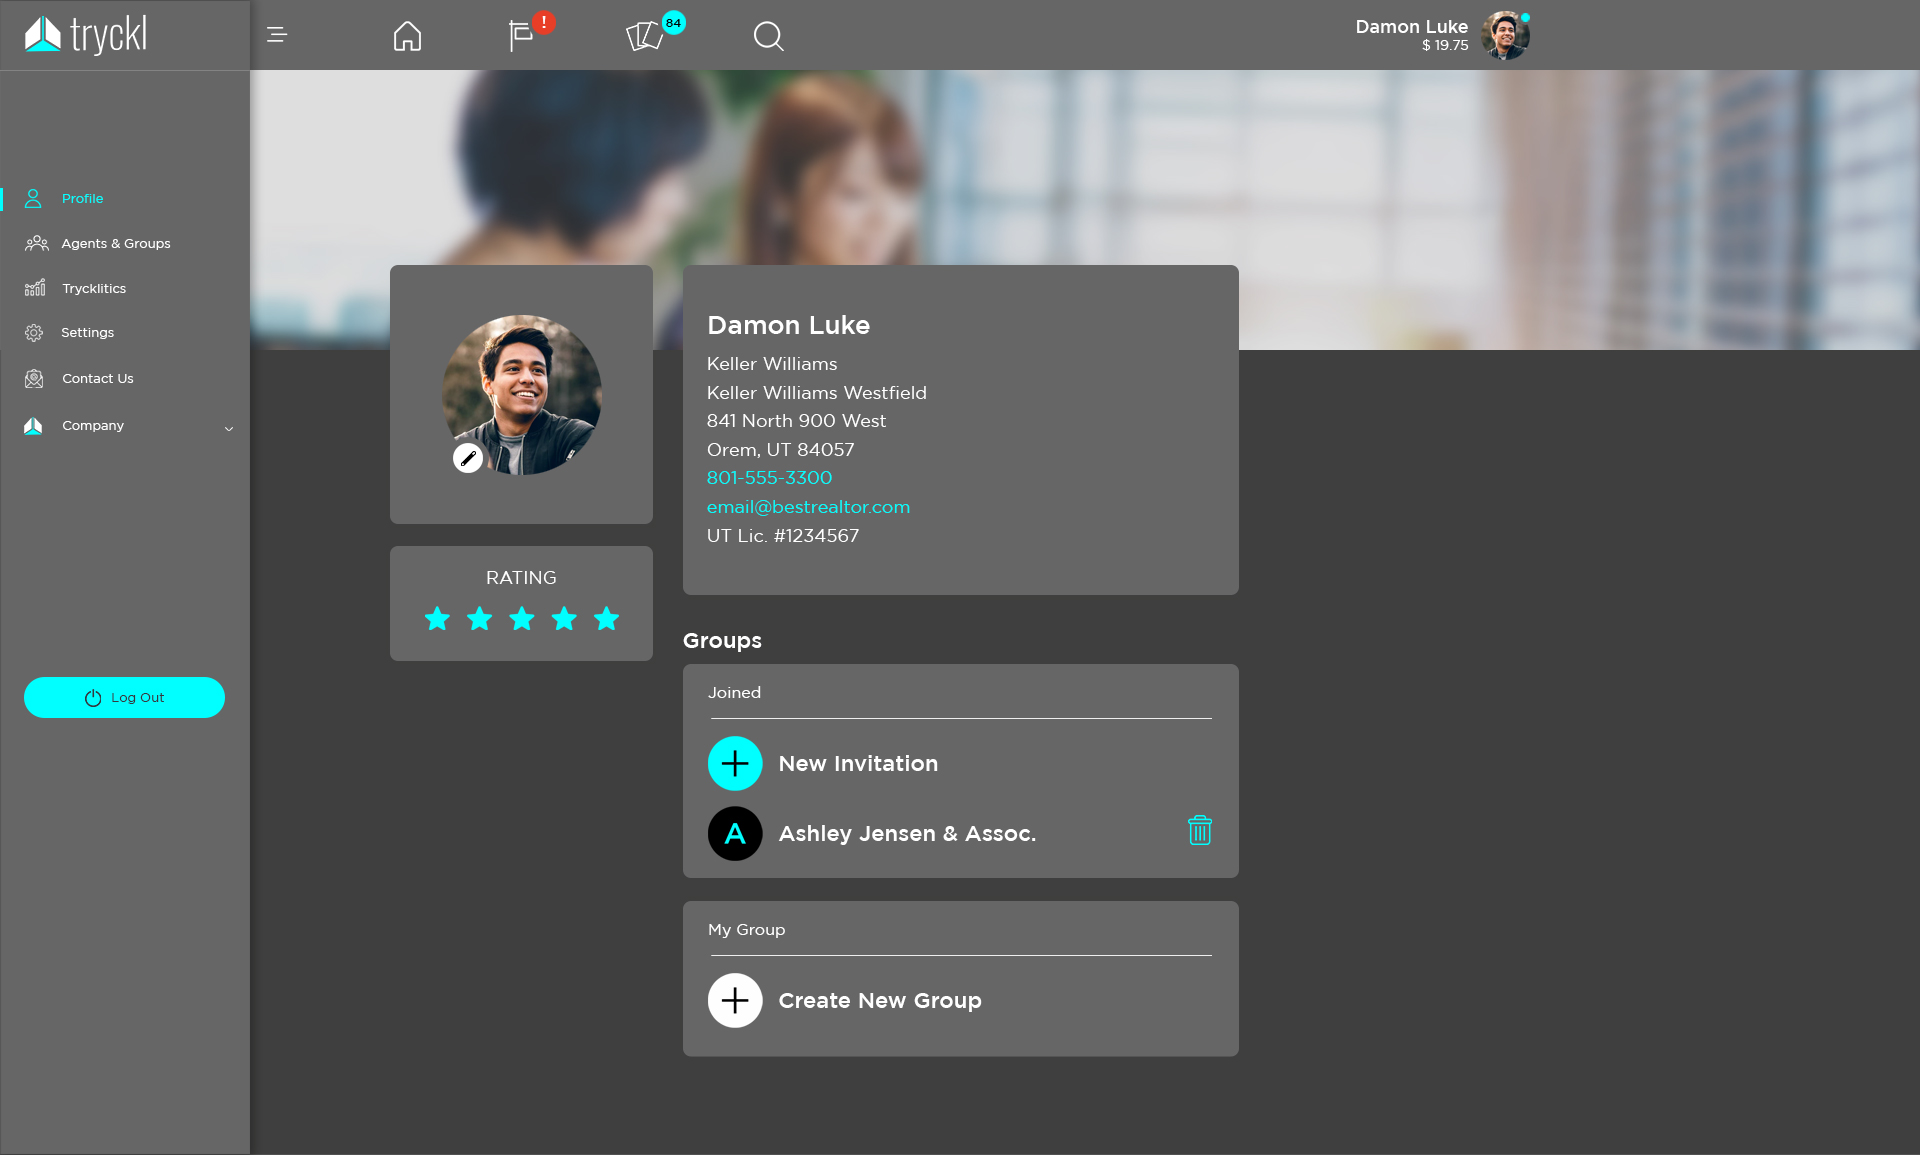 tryckl
!
84
Damon Luke
$ 19.75
Profile
Agents & Groups
Trycklitics
Settings
Contact Us
Company
Log Out
Damon Luke
Keller Williams
Keller Williams Westfield
841 North 900 West
Orem, UT 84057
801-555-3300
email@bestrealtor.com
UT Lic. #1234567
RATING
Groups
Joined
New Invitation
A
Ashley Jensen & Assoc.
My Group
Create New Group